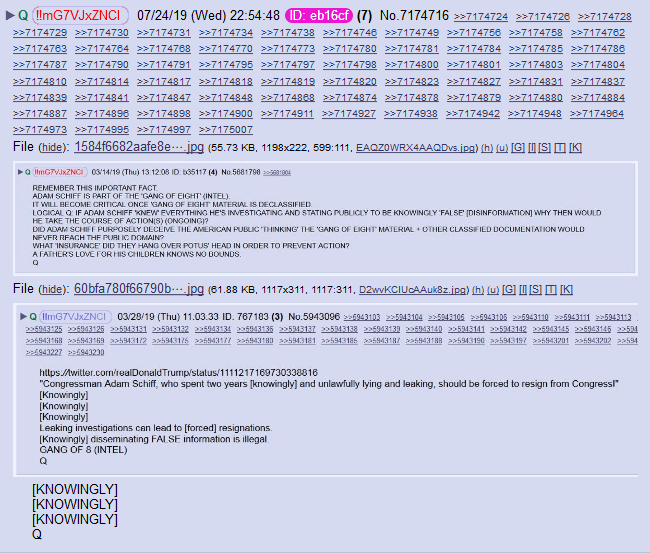 ▶ Q !!mG7VJxZNCI 07/24/19 (Wed) 22:54:48 ID: eb16cf (7) No.7174716 >>7174724 >>7174726 >>7174728
>>7174729 >>7174730 >>7174731 >>7174734 >>7174738 >>7174746 >>7174749 >>7174756 >>7174758 >>7174762
>>7174763 >>7174764 >>7174768 >>7174770 >>7174773 >>7174780 >>7174781 >>7174784 >>7174785 >>7174786
>>7174787 >>7174790 >>7174791 >>7174795 >>7174797 >>7174798 >>7174800 >>7174801 >>7174803 >>7174804
>>7174810 >>7174814 >>7174817 >>7174818 >>7174819 >>7174820 >>7174823 >>7174827 >>7174831 >>7174837
>>7174839 >>7174841 >>7174847 >>7174848 >>7174868 >>7174874 >>7174878 >>7174879 >>7174880 >>7174884
>>7174887 >>7174896 >>7174898 >>7174900 >>7174911 >>7174927 >>7174938 >>7174942 >>7174948 >>7174964
>>7174973 >>7174995 >>7174997 >>7175007
File (hide): 1584f6682aafe8e⋯.jpg (55.73 KB, 1198x222, 599:111, EAQZ0WRX4AAQDvs.jpg) (h) (u) [G] [I] [S] [T] [K]
▶ Q !!mG7VJxZNCI 03/14/19 (Thu) 13:12:08 ID: b35117 (4) No.5681798 >>5681904
REMEMBER THIS IMPORTANT FACT.
ADAM SCHIFF IS PART OF THE 'GANG OF EIGHT' (INTEL).
IT WILL BECOME CRITICAL ONCE 'GANG OF EIGHT' MATERIAL IS DECLASSIFIED.
LOGICAL Q: IF ADAM SCHIFF 'KNEW' EVERYTHING HE'S INVESTIGATING AND STATING PUBLICLY TO BE KNOWINGLY 'FALSE' [DISINFORMATION] WHY THEN WOULD
HE TAKE THE COURSE OF ACTION(S) (ONGOING)?
DID ADAM SCHIFF PURPOSELY DECEIVE THE AMERICAN PUBLIC 'THINKING' THE 'GANG OF EIGHT' MATERIAL + OTHER CLASSIFIED DOCUMENTATION WOULD
NEVER REACH THE PUBLIC DOMAIN?
WHAT 'INSURANCE' DID THEY HANG OVER POTUS' HEAD IN ORDER TO PREVENT ACTION?
A FATHER'S LOVE FOR HIS CHILDREN KNOWS NO BOUNDS.
Q
File (hide): 60bfa780f66790b⋯.jpg (61.88 KB, 1117x311, 1117:311, D2wvKCIUcAAuk8z.jpg) (h) (u) [G] [I] [S] [T] [K]
▶ Q !!mG7VJxZNCI 03/28/19 (Thu) 11:03:33 ID: 767183 (3) No.5943096 >>5943103 >>5943104 >>5943105 >>5943106 >>5943111 >>5943113
>>5943125 >>5943126 >>5943131 >>5943132 >>5943134 >>5943136 >>5943138 >>5943139 >>5943140 >>5943141 >>5943142 >>5943145 >>5943146 >>594
>>5943168 >>5943172 >>5943175 >>5943177 >>5943180 >>5943181 >>5943185 >>5943187 >>5943190 >>5943196 >>5943197 >>5943201 >>5943202 >>594
>>5943227 >>5943230
https://twitter.com/realDonaldTrump/status/1111217169730338816
"Congressman Adam Schiff, who spent two years [knowingly] and unlawfully lying and leaking, should be forced to resign from Congress!"
[Knowingly]
[Knowingly]
[Knowingly]
Leaking investigations can lead to [forced] resignations.
[Knowingly] disseminating FALSE information is illegal.
GANG OF 8 (INTEL)
Q
[KNOWINGLY]
[KNOWINGLY]
[KNOWINGLY]
Q